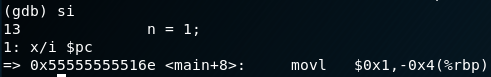 (gdb) si
13 n = 1;
1: x/i $pc
=> 0x55555555516e <main+8>: movl $0x1,-0x4(%rbp)